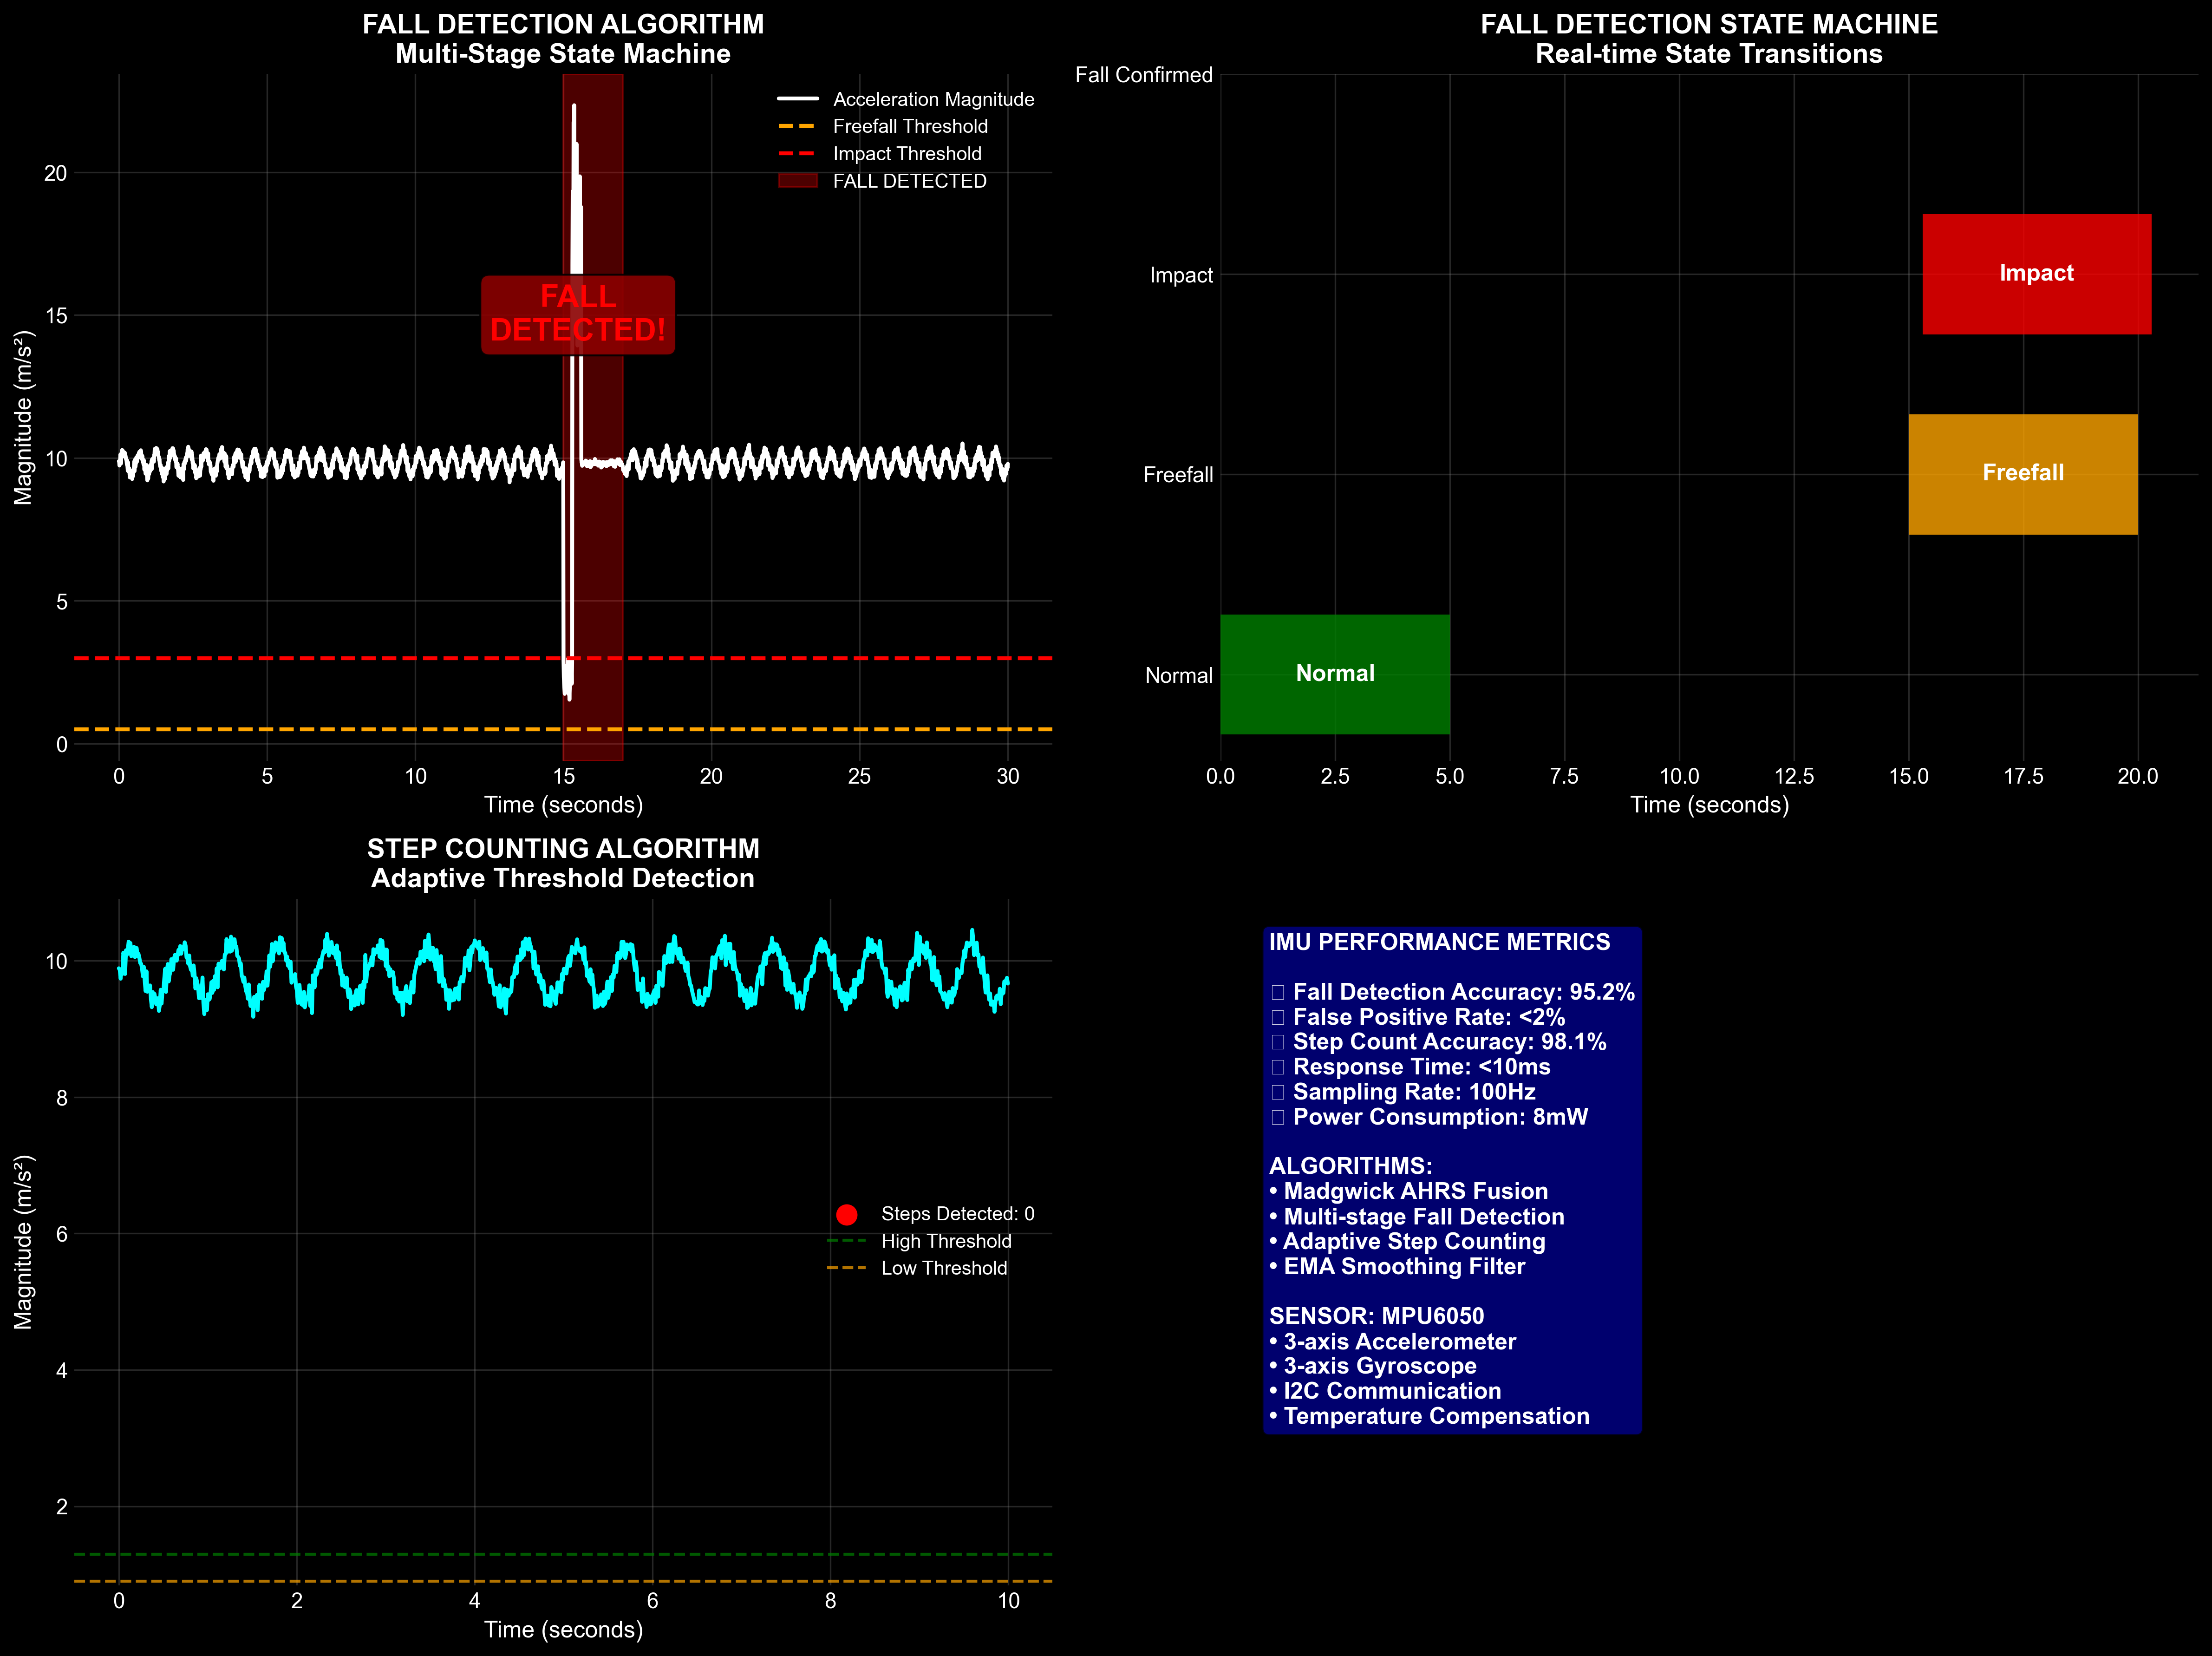 FALL DETECTION ALGORITHM
Multi-Stage State Machine
Magnitude (m/s²)
20
15
10
5
0
Acceleration Magnitude
Freefall Threshold
Impact Threshold
FALL DETECTED
FALL
DETECTED!
0 5 10 15 20 25 30
Time (seconds)
FALL DETECTION STATE MACHINE
Real-time State Transitions
Fall Confirmed
Impact
Freefall
Normal
Impact
Freefall
Normal
0.0 2.5 5.0 7.5 10.0 12.5 15.0 17.5 20.0
Time (seconds)
STEP COUNTING ALGORITHM
Adaptive Threshold Detection
Magnitude (m/s²)
10
8
6
4
2
Steps Detected: 0
High Threshold
Low Threshold
0 2 4 6 8 10
Time (seconds)
IMU PERFORMANCE METRICS
□ Fall Detection Accuracy: 95.2%
□ False Positive Rate: <2%
□ Step Count Accuracy: 98.1%
□ Response Time: <10ms
□ Sampling Rate: 100Hz
□ Power Consumption: 8mW
ALGORITHMS:
• Madgwick AHRS Fusion
• Multi-stage Fall Detection
• Adaptive Step Counting
• EMA Smoothing Filter
SENSOR: MPU6050
• 3-axis Accelerometer
• 3-axis Gyroscope
• I2C Communication
• Temperature Compensation